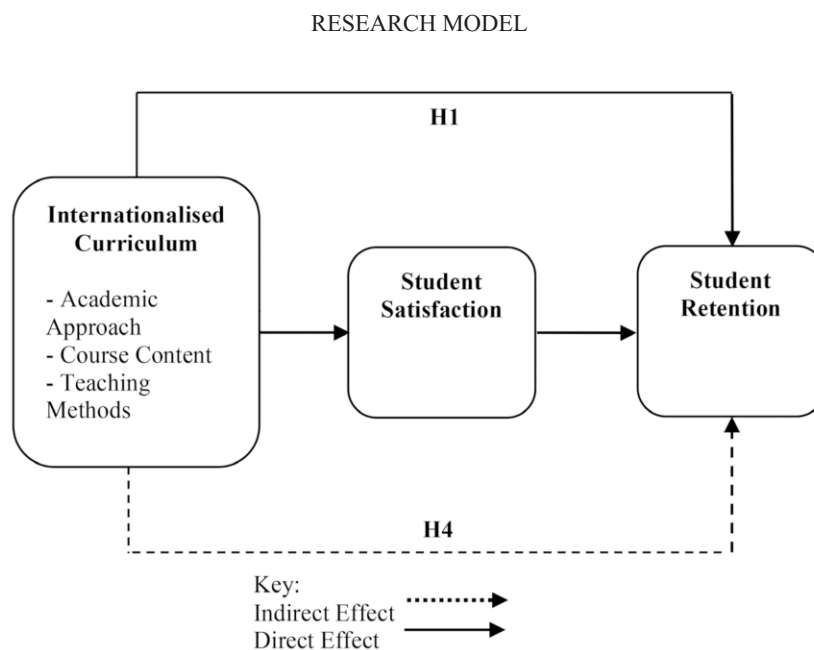 RESEARCH MODEL
H1
Internationalised
Curriculum
- Academic
Approach
- Course Content
- Teaching
Methods
Student
Satisfaction
Student
Retention
H4
Key:
Indirect Effect
Direct Effect